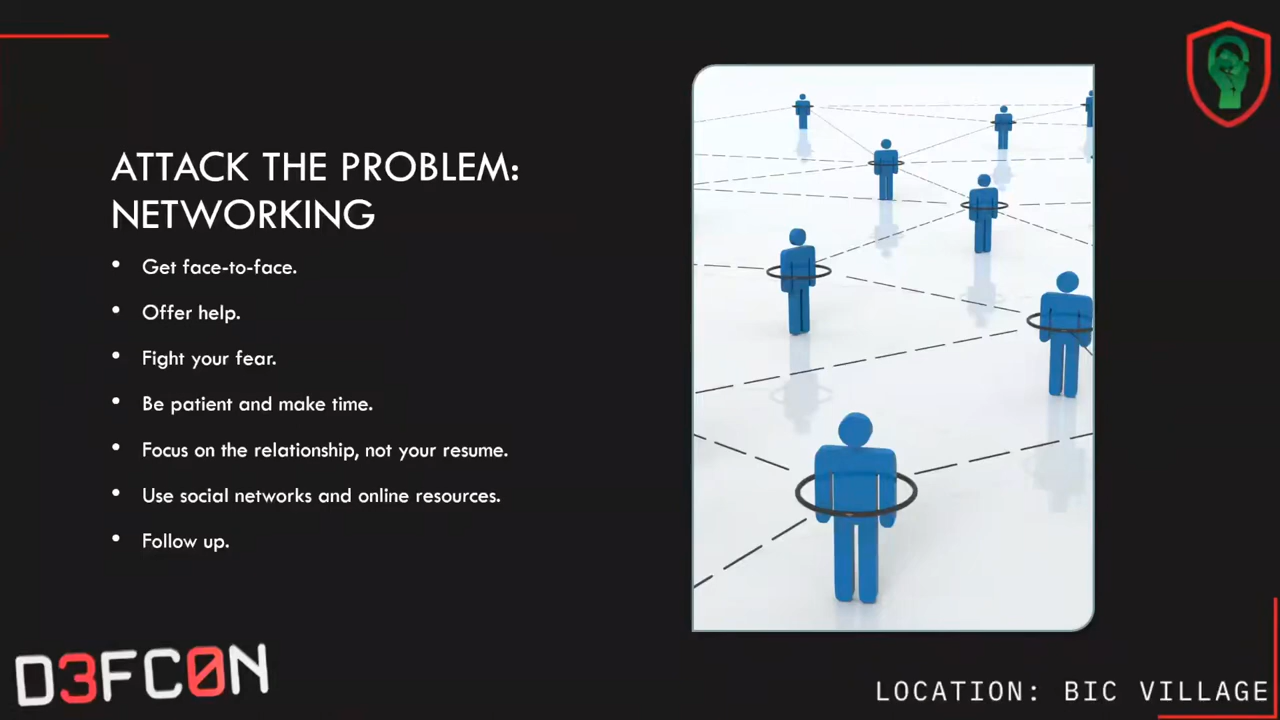 ATTACK THE PROBLEM:
NETWORKING
• Get face-to-face.
• Offer help.
• Fight your fear.
• Be patient and make time.
• Focus on the relationship, not your resume.
• Use social networks and online resources.
• Follow up.
D3FC0N
LOCATION: BIC VILLAGE